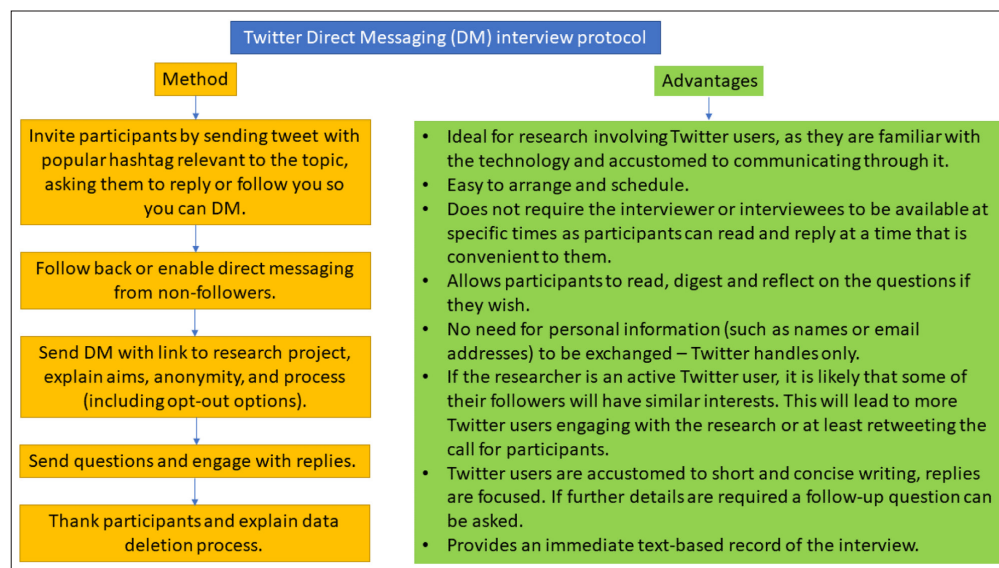 Twitter Direct Messaging (DM) interview protocol
Method
Invite participants by sending tweet with
popular hashtag relevant to the topic,
asking them to reply or follow you so
you can DM.
Follow back or enable direct messaging
from non-followers.
Send DM with link to research project,
explain aims, anonymity, and process
(including opt-out options).
Send questions and engage with replies.
Thank participants and explain data
deletion process.
Advantages
• Ideal for research involving Twitter users, as they are familiar with
the technology and accustomed to communicating through it.
• Easy to arrange and schedule.
• Does not require the interviewer or interviewees to be available at
specific times as participants can read and reply at a time that is
convenient to them.
• Allows participants to read, digest and reflect on the questions if
they wish.
• No need for personal information (such as names or email
addresses) to be exchanged – Twitter handles only.
• If the researcher is an active Twitter user, it is likely that some of
their followers will have similar interests. This will lead to more
Twitter users engaging with the research or at least retweeting the
call for participants.
• Twitter users are accustomed to short and concise writing, replies
are focused. If further details are required a follow-up question can
be asked.
• Provides an immediate text-based record of the interview.